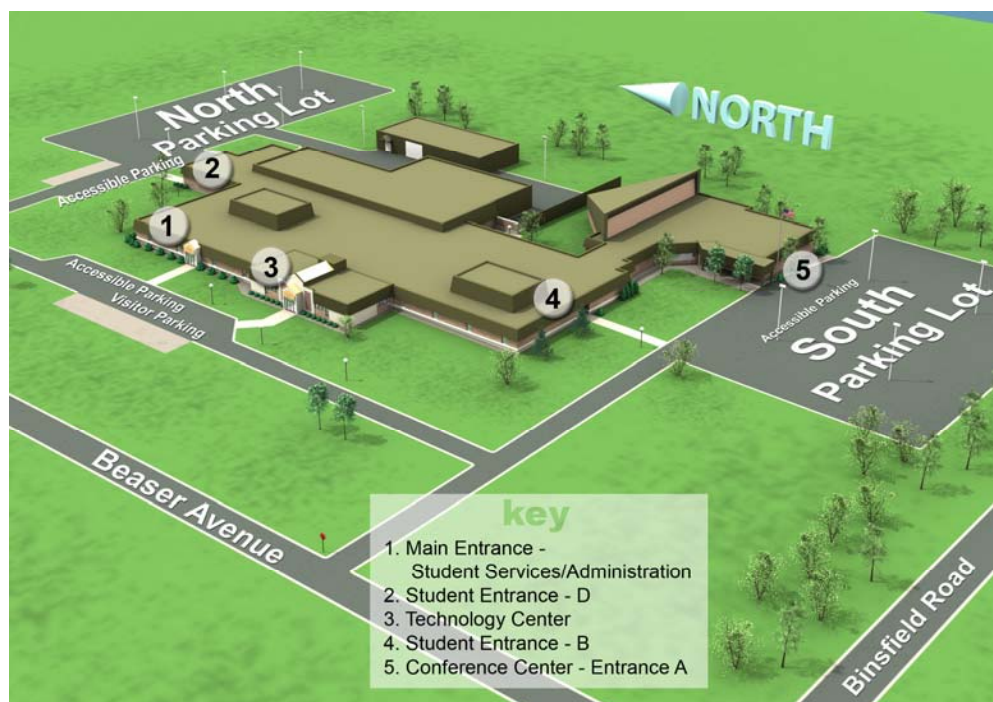 North
Parking Lot
NORTH
Accessible Parking
2
1
3
4
5
Accessible Parking
Visitor Parking
Accessible Parking
South
Parking Lot
Beaser Avenue
Binsfield Road
key
1. Main Entrance -
Student Services/Administration
2. Student Entrance - D
3. Technology Center
4. Student Entrance - B
5. Conference Center - Entrance A